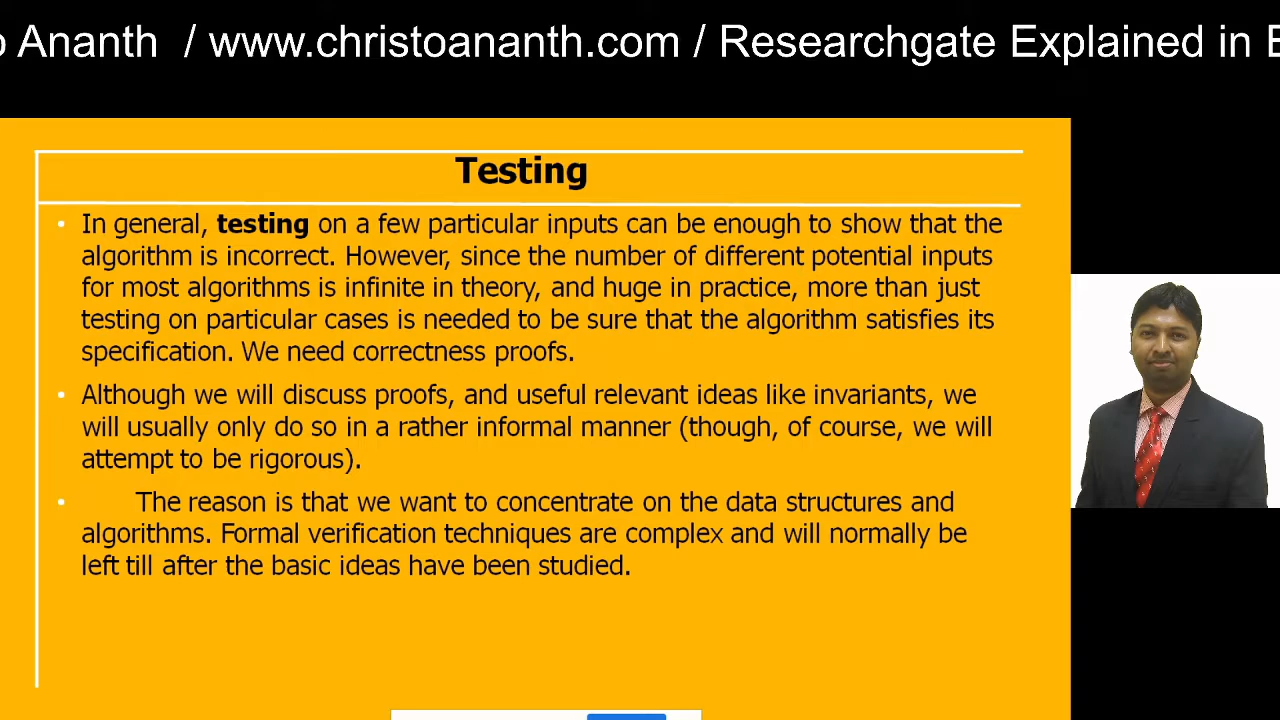 Ananth / www.christoananth.com / Researchgate Explained in
Testing
• In general, testing on a few particular inputs can be enough to show that the
algorithm is incorrect. However, since the number of different potential inputs
for most algorithms is infinite in theory, and huge in practice, more than just
testing on particular cases is needed to be sure that the algorithm satisfies its
specification. We need correctness proofs.
• Although we will discuss proofs, and useful relevant ideas like invariants, we
will usually only do so in a rather informal manner (though, of course, we will
attempt to be rigorous).
• The reason is that we want to concentrate on the data structures and
algorithms. Formal verification techniques are complex and will normally be
left till after the basic ideas have been studied.